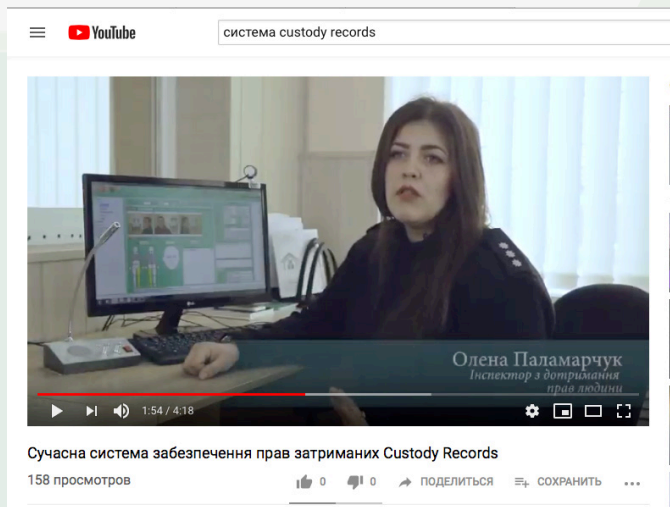 YouTube
система custody records
Олена Паламарчук
Інспектор з дотримання
прав людини
1:54 / 4:18
Сучасна система забезпечення прав затриманих Custody Records
158 просмотров
0
0
ПОДЕЛИТЬСЯ
СОХРАНИТЬ